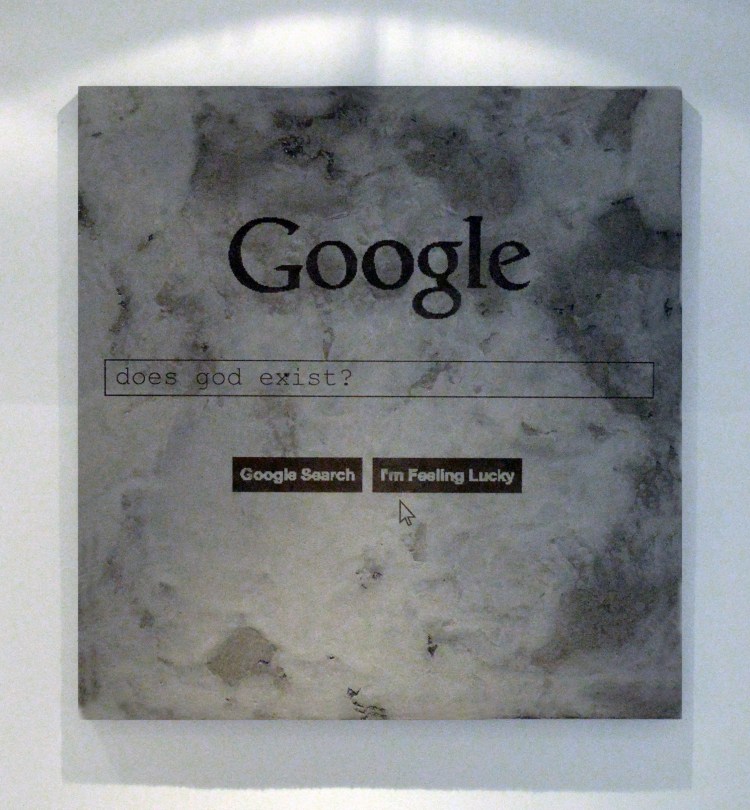 Google
does god exist?
Google Search I'm Feeling Lucky